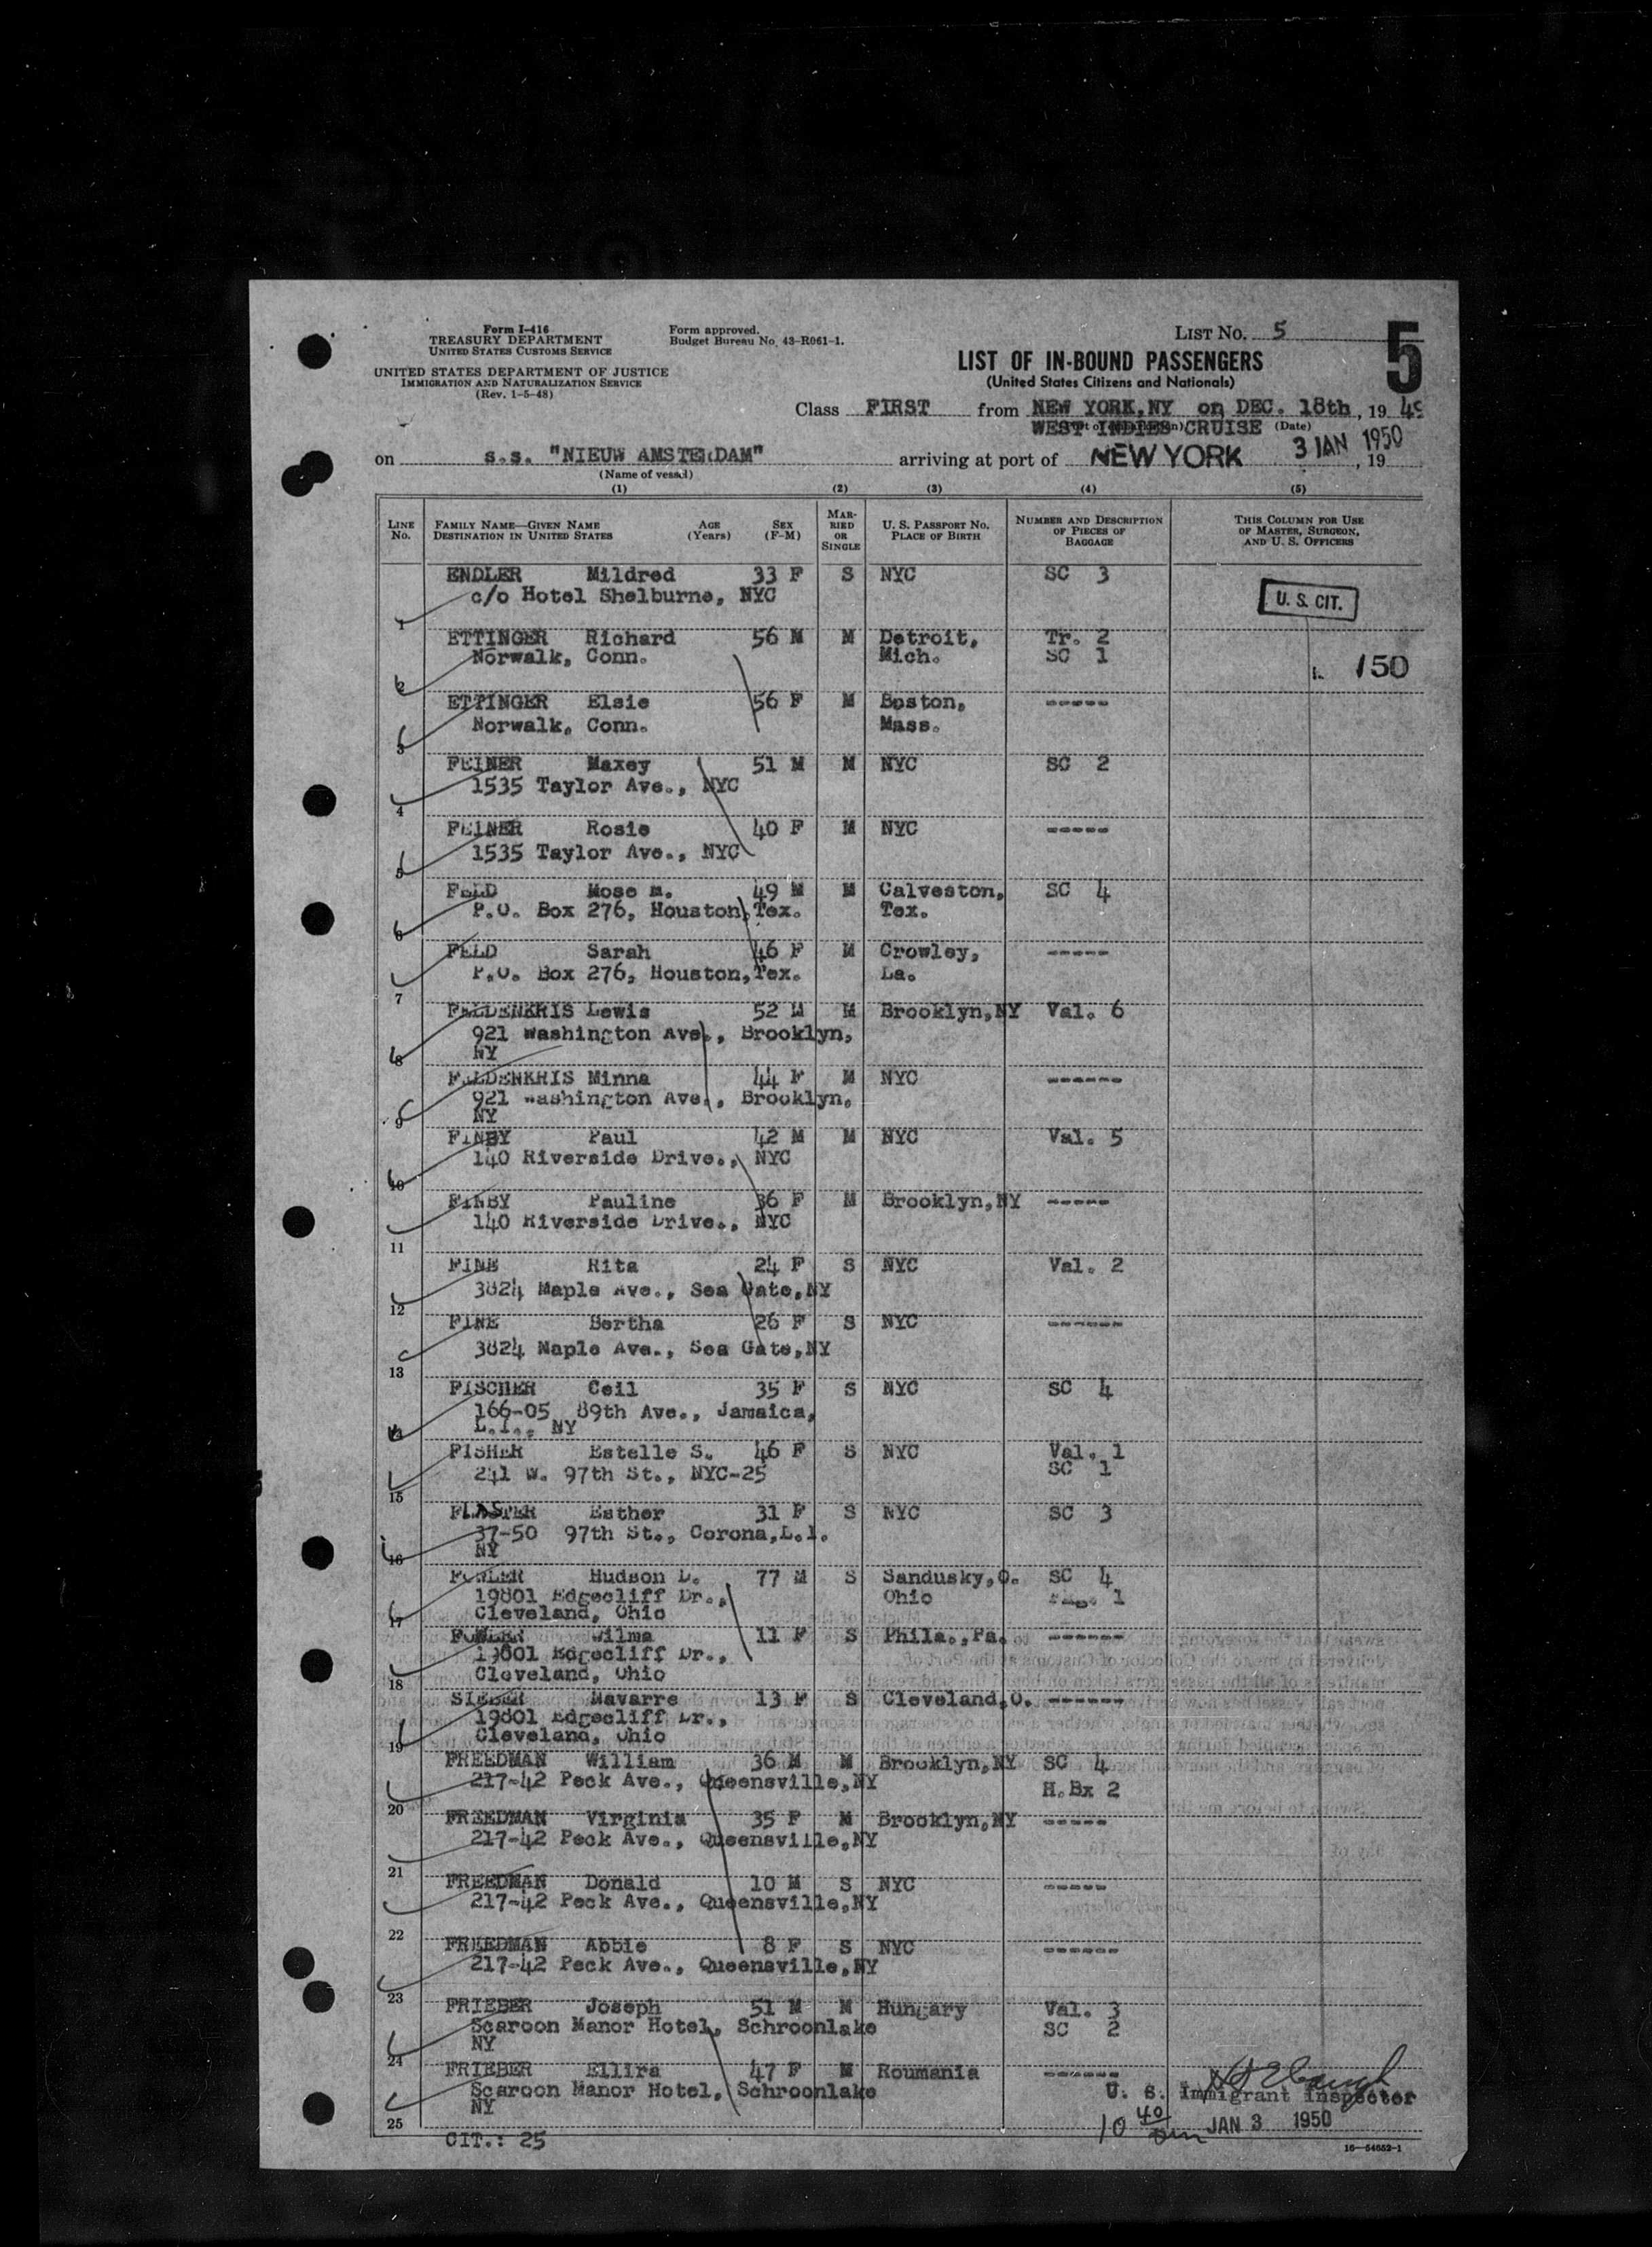 Form I-416
TREASURY DEPARTMENT
UNITED STATES CUSTOMS SERVICE
UNITED STATES DEPARTMENT OF JUSTICE
IMMIGRATION AND NATURALIZATION SERVICE
(Rev. 1-5-48)
Form approved.
Budget Bureau No. 43-R061-1.
LIST NO. 5
5
LIST OF IN-BOUND PASSENGERS
(United States Citizens and Nationals)
Class FIRST from NEW YORK,NY on DEC. 18th, 19 49
WEST INDIES CRUISE (Date)
on s.s. "NIEUW AMSTERDAM" arriving at port of NEW YORK 3 JAN 1950, 19
(Name of vessel)
(1) (2) (3) (4) (5)
LINE No. FAMILY NAME—GIVEN NAME DESTINATION IN UNITED STATES AGE (Years) SEX (F-M) MARRIED OR SINGLE U. S. PASSPORT NO. PLACE OF BIRTH NUMBER AND DESCRIPTION OF PIECES OF BAGGAGE THIS COLUMN FOR USE OF MASTER, SURGEON, AND U. S. OFFICERS
ENDLER Mildred 33 F S NYC SC 3
c/o Hotel Shelburne, NYC
U. S. CIT.
1
ETTINGER Richard 56 M M Detroit, Tr. 2
Norwalk, Conn. Mich. SC 1
150
2
ETTINGER Elsie 56 F M Boston, -----
Norwalk, Conn. Mass.
3
FEINER Maxey 51 M M NYC SC 2
1535 Taylor Ave., NYC
4
FEINER Rosie 40 F M NYC -----
1535 Taylor Ave., NYC
5
FELD Mose M. 49 M M Galveston, SC 4
P.O. Box 276, Houston,Tex. Tex.
6
FELD Sarah 46 F M Crowley, -----
P.O. Box 276, Houston,Tex. La.
7
FELDENKRIS Lewis 52 M M Brooklyn,NY Val. 6
921 Washington Ave., Brooklyn,
NY
8
FELDENKRIS Minna 44 F M NYC ------
921 Washington Ave., Brooklyn,
NY
9
FINBY Paul 42 M M NYC Val. 5
140 Riverside Drive., NYC
10
FINBY Pauline 36 F M Brooklyn,NY -----
140 Riverside Drive., NYC
11
FINE Rita 24 F S NYC Val. 2
3824 Maple Ave., Sea Gate,NY
12
FINE Bertha 26 F S NYC ------
3824 Maple Ave., Sea Gate,NY
13
FISCHER Ceil 35 F S NYC SC 4
166-05 89th Ave., Jamaica,
L.I., NY
14
FISHER Estelle S. 46 F S NYC Val. 1
241 W. 97th St., NYC-25 SC 1
15
FLASTER Esther 31 F S NYC SC 3
37-50 97th St., Corona,L.I.
NY
16
FOWLER Hudson D. 77 M S Sandusky,O. SC 4
19801 Edgecliff Dr., Ohio 1
Cleveland, Ohio
17
FOWLER Wilma 11 F S Phila.,Pa. ------
19801 Edgecliff Dr.,
Cleveland, Ohio
18
SIEBER Navarre 13 F S Cleveland,O. ------
19801 Edgecliff Dr.,
Cleveland, Ohio
19
FREEDMAN William 36 M M Brooklyn,NY SC 4
217-42 Peck Ave., Queensville,NY H.Bx 2
20
FREEDMAN Virginia 35 F M Brooklyn,NY -----
217-42 Peck Ave., Queensville,NY
21
FREEDMAN Donald 10 M S NYC -----
217-42 Peck Ave., Queensville,NY
22
FREEDMAN Abbie 8 F S NYC ------
217-42 Peck Ave., Queensville,NY
23
FRIEBER Joseph 51 M M Hungary Val. 3
Scaroon Manor Hotel, Schroonlake SC 2
NY
24
FRIEBER Ellira 47 F M Roumania ------
Scaroon Manor Hotel, Schroonlake
NY
U. S. Immigrant Inspector
25
10 40 am JAN 3 1950
CIT.: 25
16—54652-1